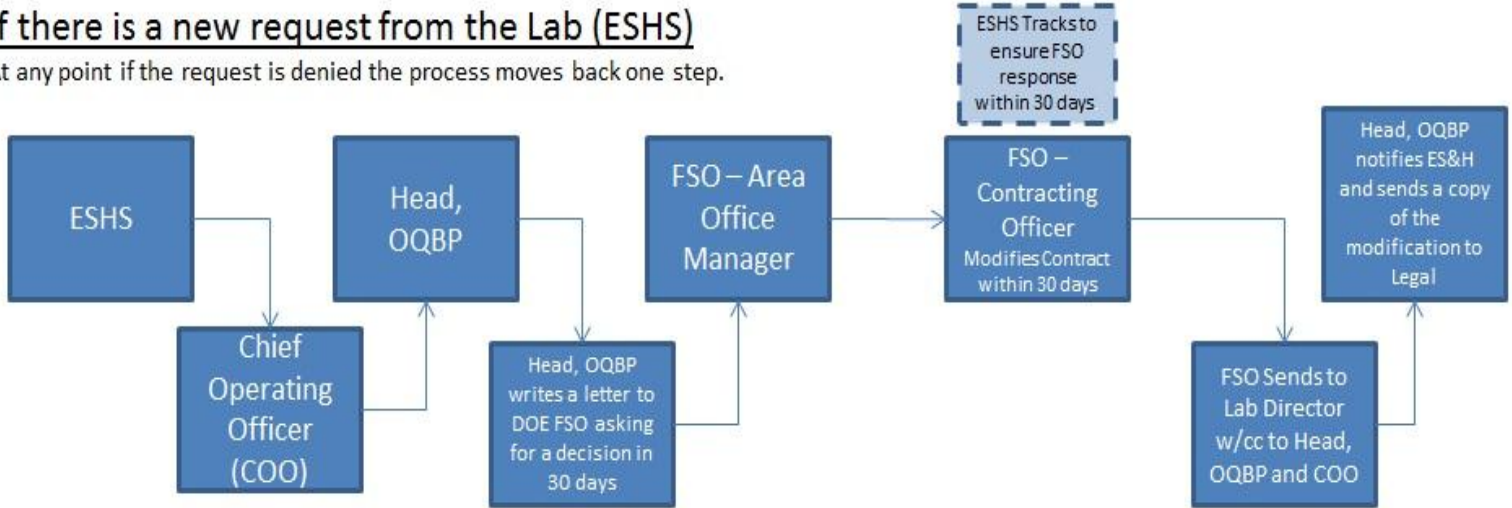 f there is a new request from the Lab (ESHS)
At any point if the request is denied the process moves back one step.
ESHS Tracks to
ensure FSO
response
within 30 days
ESHS
Chief
Operating
Officer
(COO)
Head,
OQBP
Head, OQBP
writes a letter to
DOE FSO asking
for a decision in
30 days
FSO – Area
Office
Manager
FSO –
Contracting
Officer
Modifies Contract
within 30 days
FSO Sends to
Lab Director
w/cc to Head,
OQBP and COO
Head, OQBP
notifies ES&H
and sends a copy
of the
modification to
Legal